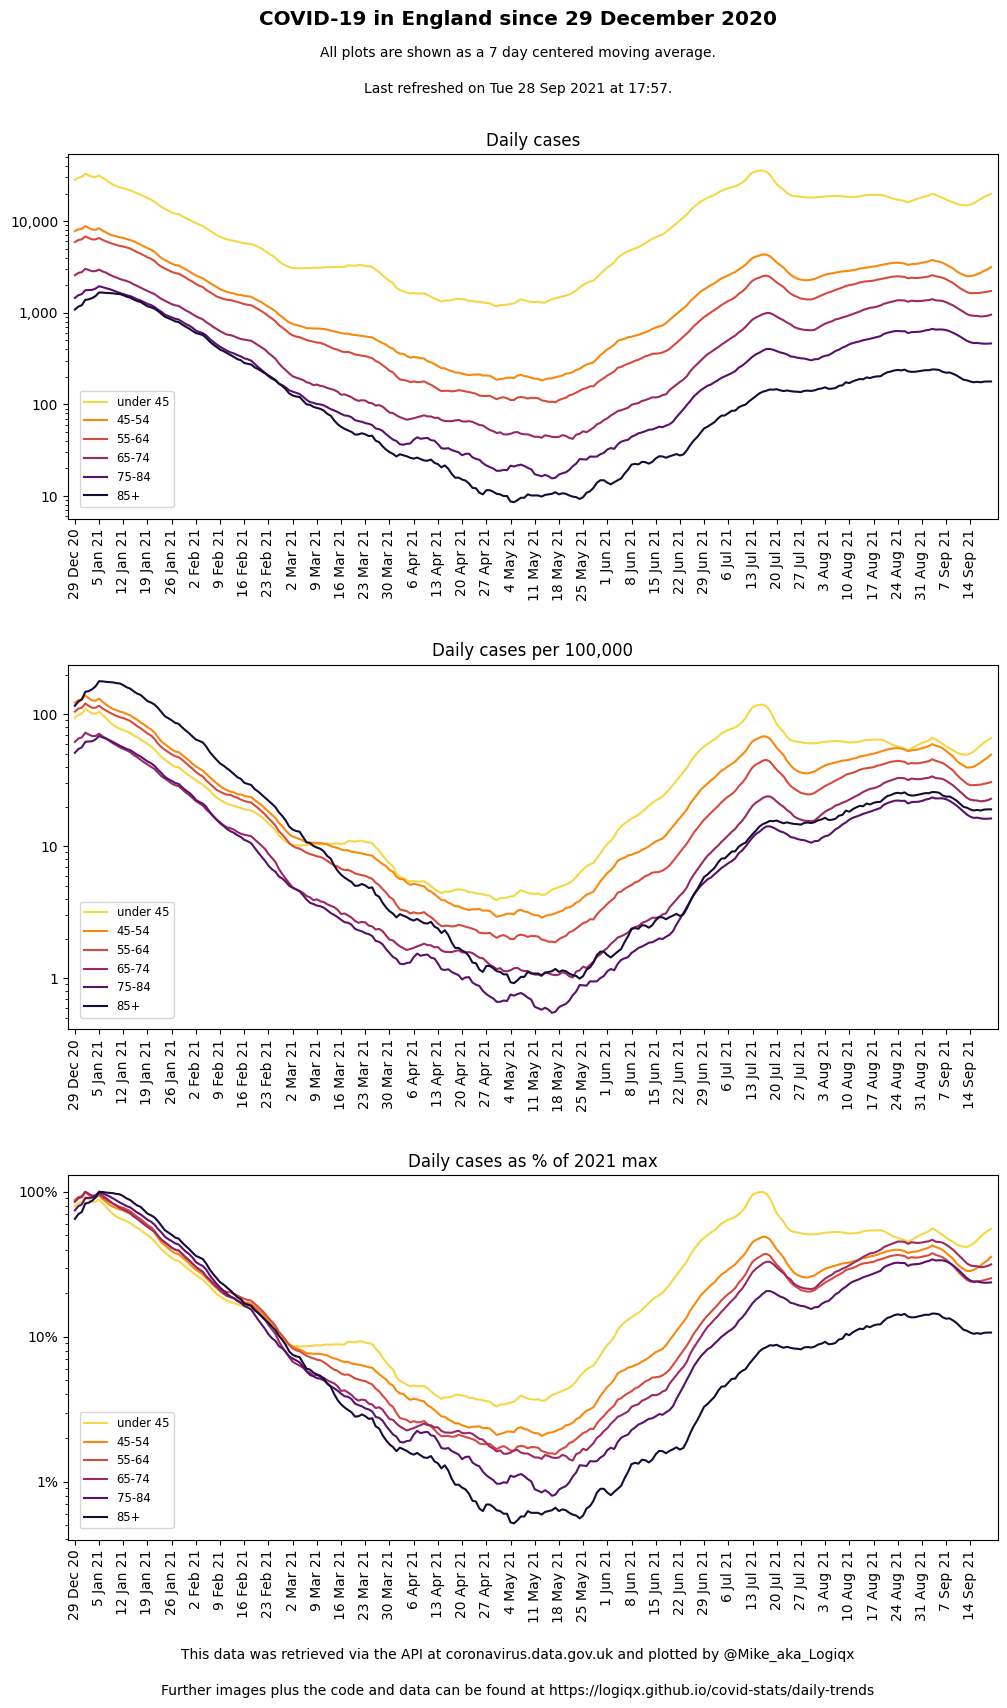 COVID-19 in England since 29 December 2020
All plots are shown as a 7 day centered moving average.
Last refreshed on Tue 28 Sep 2021 at 17:57.
Daily cases
10,000
1,000
100
10
under 45
45-54
55-64
65-74
75-84
85+
29 Dec 20
5 Jan 21
12 Jan 21
19 Jan 21
26 Jan 21
2 Feb 21
9 Feb 21
16 Feb 21
23 Feb 21
2 Mar 21
9 Mar 21
16 Mar 21
23 Mar 21
30 Mar 21
6 Apr 21
13 Apr 21
20 Apr 21
27 Apr 21
4 May 21
11 May 21
18 May 21
25 May 21
1 Jun 21
8 Jun 21
15 Jun 21
22 Jun 21
29 Jun 21
6 Jul 21
13 Jul 21
20 Jul 21
27 Jul 21
3 Aug 21
10 Aug 21
17 Aug 21
24 Aug 21
31 Aug 21
7 Sep 21
14 Sep 21
Daily cases per 100,000
100
10
1
under 45
45-54
55-64
65-74
75-84
85+
29 Dec 20
5 Jan 21
12 Jan 21
19 Jan 21
26 Jan 21
2 Feb 21
9 Feb 21
16 Feb 21
23 Feb 21
2 Mar 21
9 Mar 21
16 Mar 21
23 Mar 21
30 Mar 21
6 Apr 21
13 Apr 21
20 Apr 21
27 Apr 21
4 May 21
11 May 21
18 May 21
25 May 21
1 Jun 21
8 Jun 21
15 Jun 21
22 Jun 21
29 Jun 21
6 Jul 21
13 Jul 21
20 Jul 21
27 Jul 21
3 Aug 21
10 Aug 21
17 Aug 21
24 Aug 21
31 Aug 21
7 Sep 21
14 Sep 21
Daily cases as % of 2021 max
100%
10%
1%
under 45
45-54
55-64
65-74
75-84
85+
29 Dec 20
5 Jan 21
12 Jan 21
19 Jan 21
26 Jan 21
2 Feb 21
9 Feb 21
16 Feb 21
23 Feb 21
2 Mar 21
9 Mar 21
16 Mar 21
23 Mar 21
30 Mar 21
6 Apr 21
13 Apr 21
20 Apr 21
27 Apr 21
4 May 21
11 May 21
18 May 21
25 May 21
1 Jun 21
8 Jun 21
15 Jun 21
22 Jun 21
29 Jun 21
6 Jul 21
13 Jul 21
20 Jul 21
27 Jul 21
3 Aug 21
10 Aug 21
17 Aug 21
24 Aug 21
31 Aug 21
7 Sep 21
14 Sep 21
This data was retrieved via the API at coronavirus.data.gov.uk and plotted by @Mike_aka_Logiqx
Further images plus the code and data can be found at https://logiqx.github.io/covid-stats/daily-trends